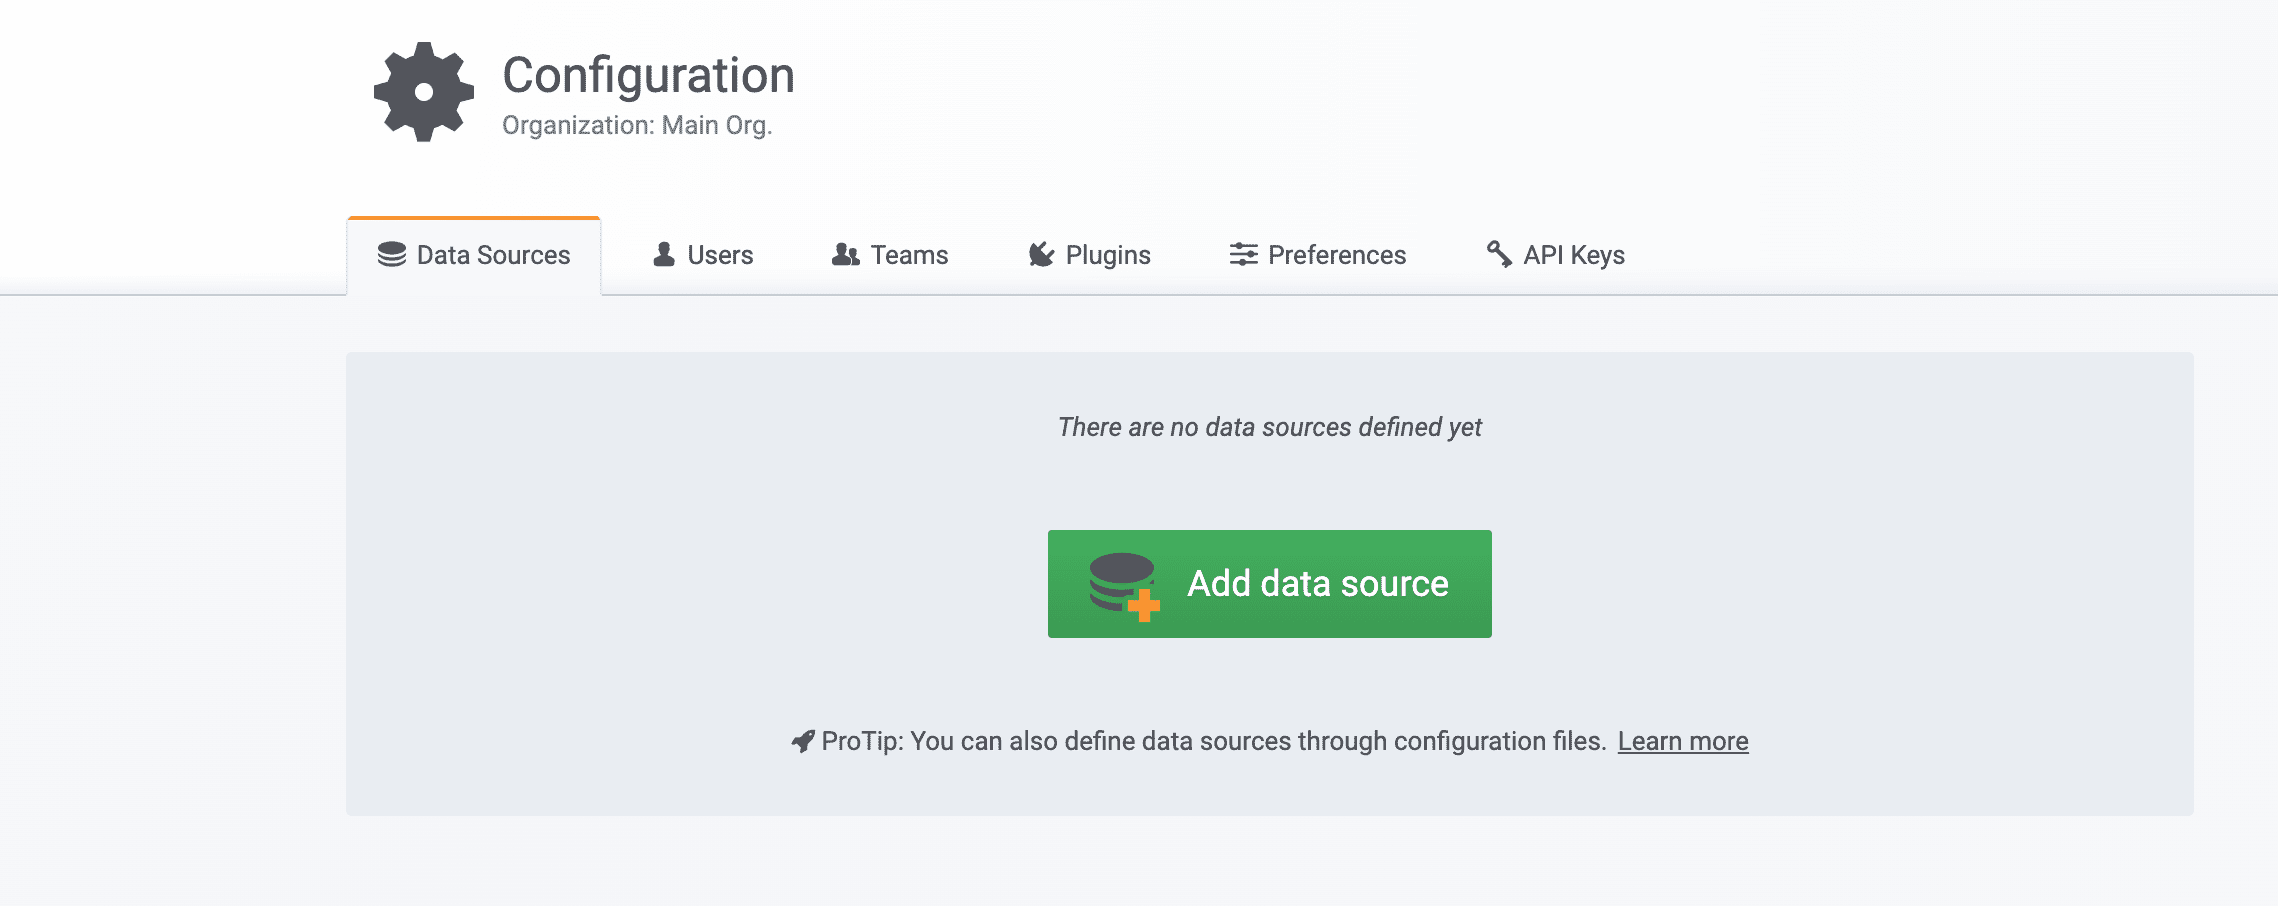 Configuration
Organization: Main Org.
Data Sources Users Teams Plugins Preferences API Keys
There are no data sources defined yet
Add data source
ProTip: You can also define data sources through configuration files. Learn more